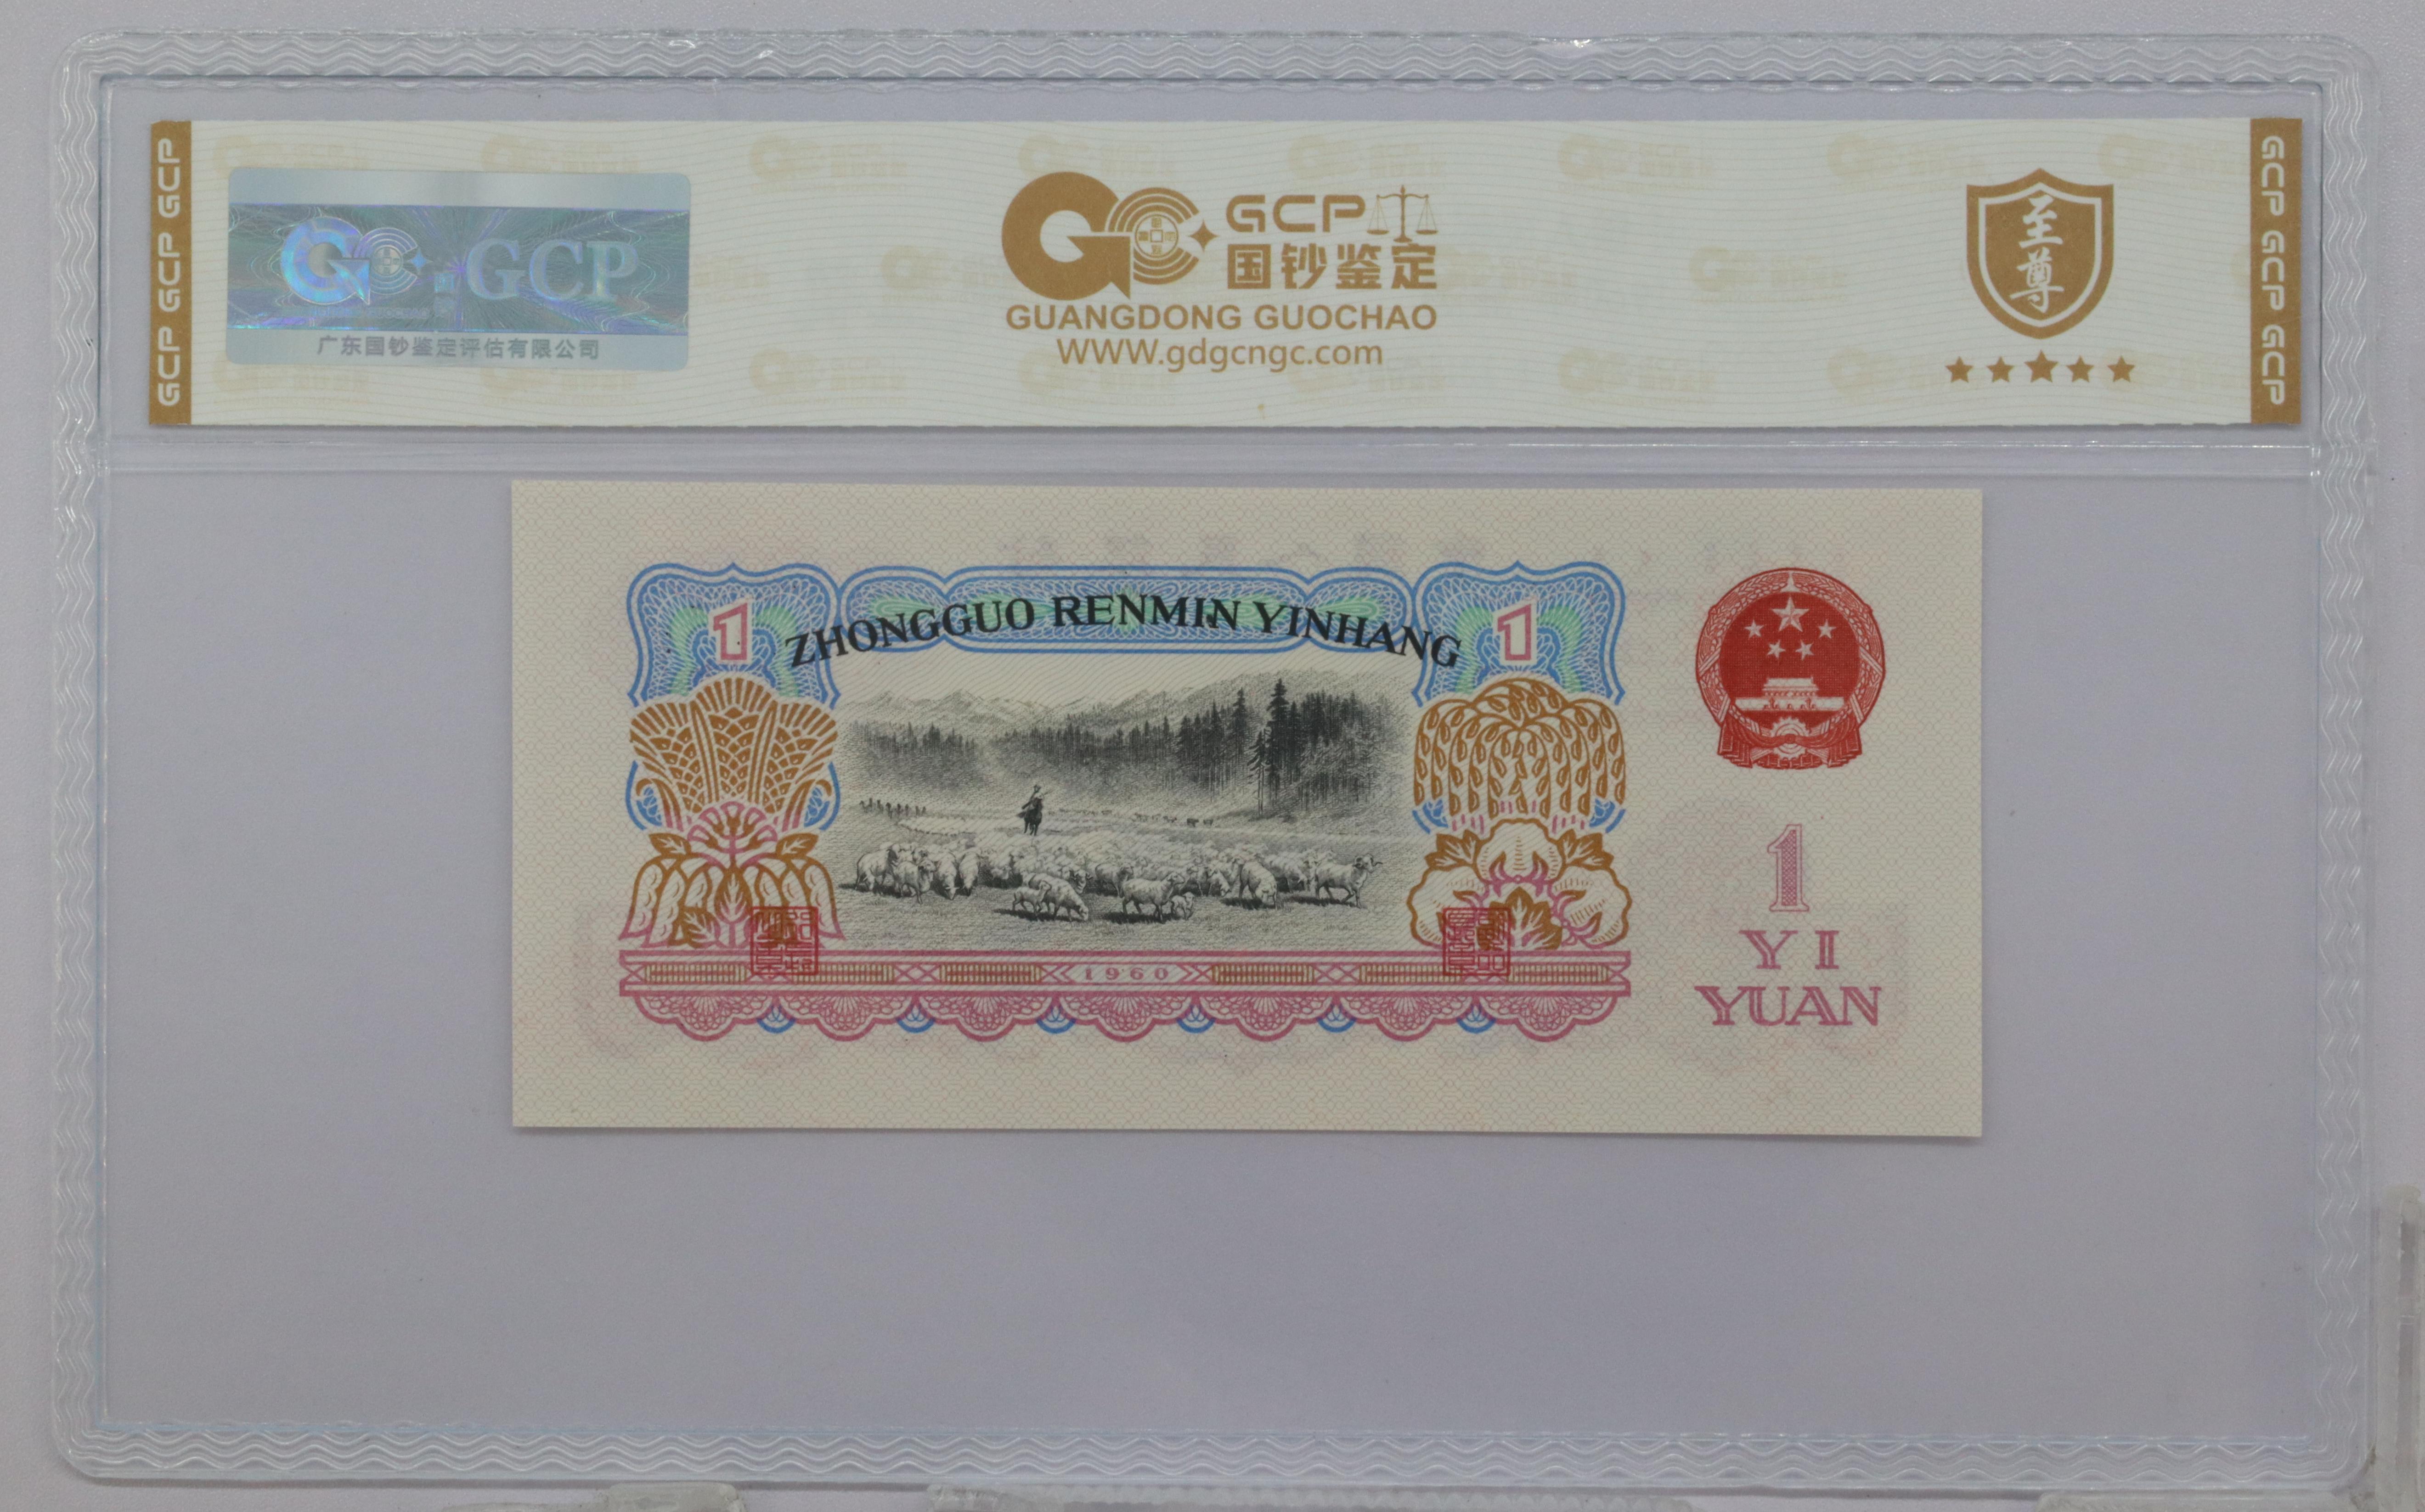 GCP GCP GCP
GCP
广东国钞鉴定评估有限公司
GCP
国钞鉴定
GUANGDONG GUOCHAO
WWW.gdgcngc.com
至尊
GCP GCP GCP
ZHONGGUO RENMIN YINHANG
1
1
1
YI
YUAN
1960